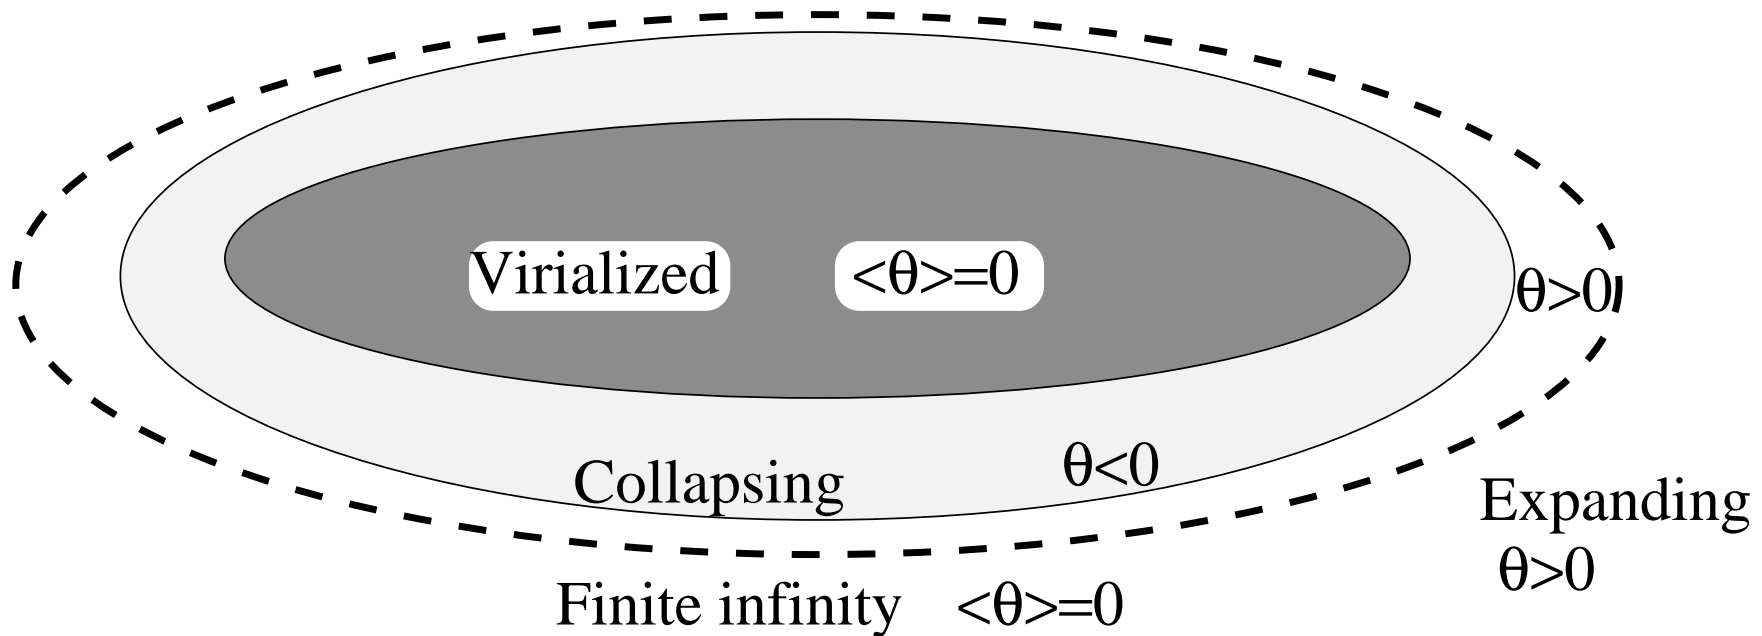 Virialized <θ>=0
θ>0
Collapsing θ<0
Expanding
θ>0
Finite infinity <θ>=0